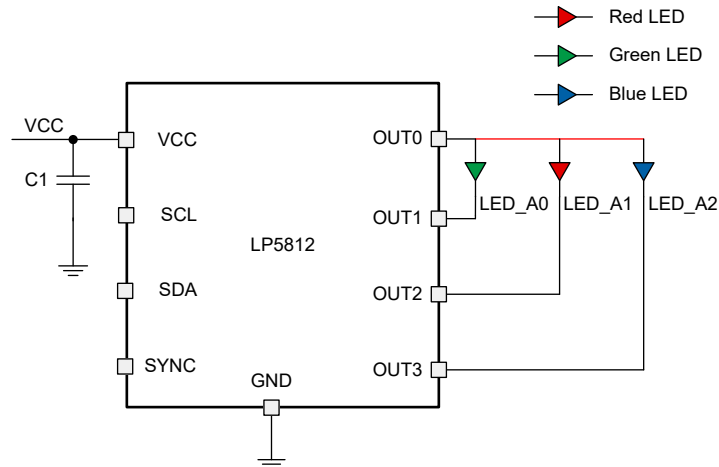 Red LED
Green LED
Blue LED
VCC
VCC
OUT0
C1
SCL
OUT1
LED_A0
LED_A1
LED_A2
LP5812
SDA
OUT2
SYNC
OUT3
GND